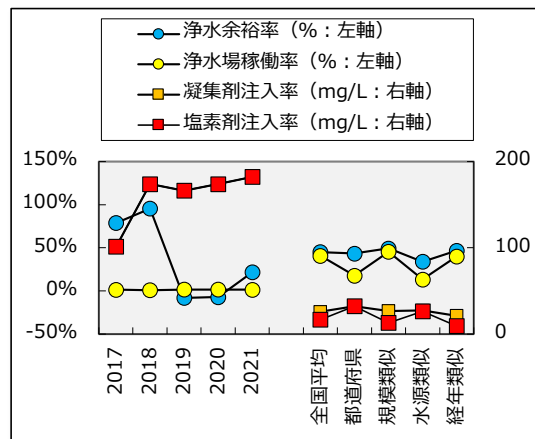 浄水余裕率（%：左軸）
浄水場稼働率（%：左軸）
凝集剤注入率（mg/L：右軸）
塩素剤注入率（mg/L：右軸）
150%
100%
50%
0%
-50%
200
100
0
2017
2018
2019
2020
2021
全国平均
都道府県
規模類似
水源類似
経年類似